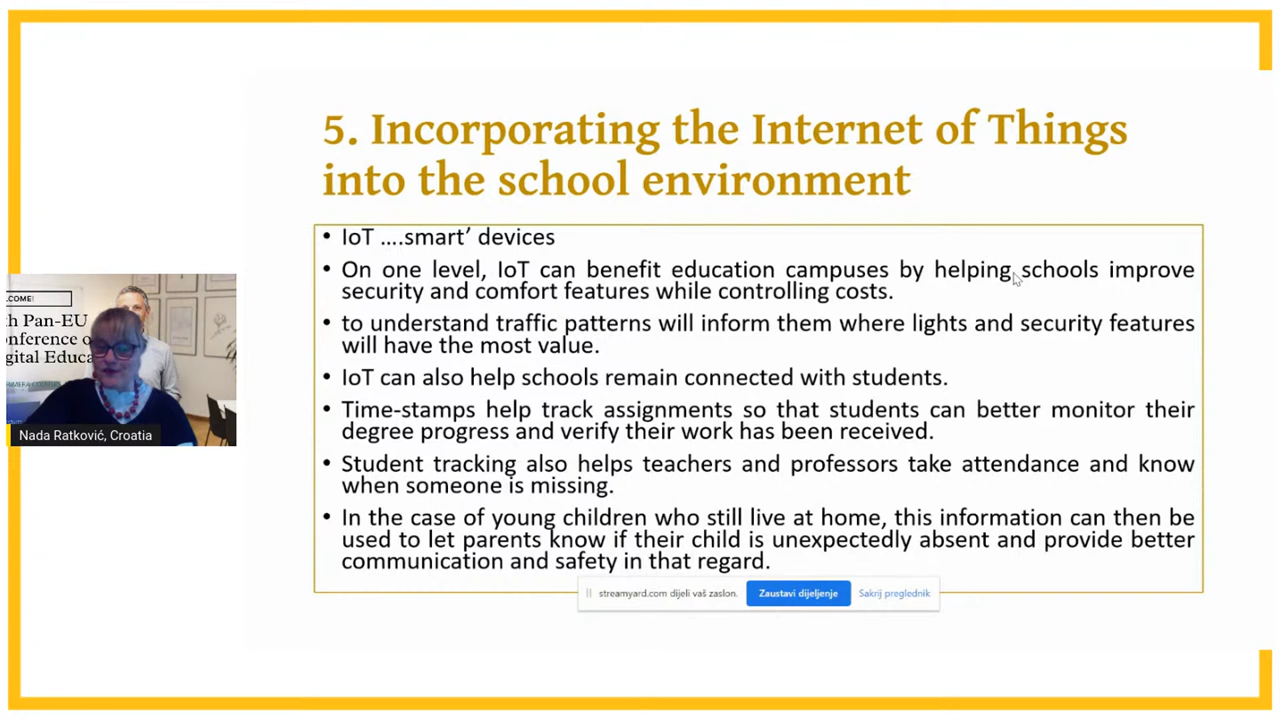 5. Incorporating the Internet of Things
into the school environment
• IoT ….smart’ devices
• On one level, IoT can benefit education campuses by helping schools improve
security and comfort features while controlling costs.
• to understand traffic patterns will inform them where lights and security features
will have the most value.
• IoT can also help schools remain connected with students.
• Time-stamps help track assignments so that students can better monitor their
degree progress and verify their work has been received.
• Student tracking also helps teachers and professors take attendance and know
when someone is missing.
• In the case of young children who still live at home, this information can then be
used to let parents know if their child is unexpectedly absent and provide better
communication and safety in that regard.
streamyard.com dijeli vaš zaslon.
Zaustavi dijeljenje
Sakrij preglednik
LCOME!
th Pan-EU
onference o
gital Educa
Nada Ratković, Croatia